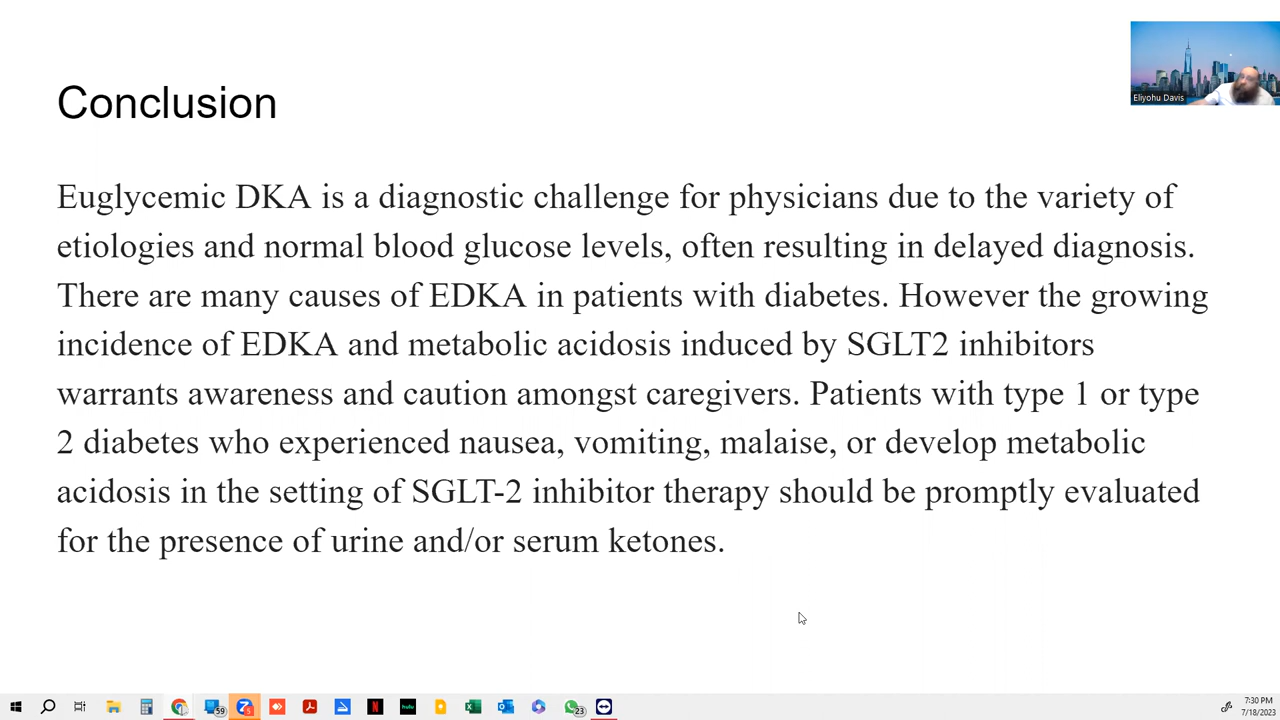 Eliyohu Davis
Conclusion
Euglycemic DKA is a diagnostic challenge for physicians due to the variety of
etiologies and normal blood glucose levels, often resulting in delayed diagnosis.
There are many causes of EDKA in patients with diabetes. However the growing
incidence of EDKA and metabolic acidosis induced by SGLT2 inhibitors
warrants awareness and caution amongst caregivers. Patients with type 1 or type
2 diabetes who experienced nausea, vomiting, malaise, or develop metabolic
acidosis in the setting of SGLT-2 inhibitor therapy should be promptly evaluated
for the presence of urine and/or serum ketones.
59
hulu
23
7:30 PM
7/18/2023